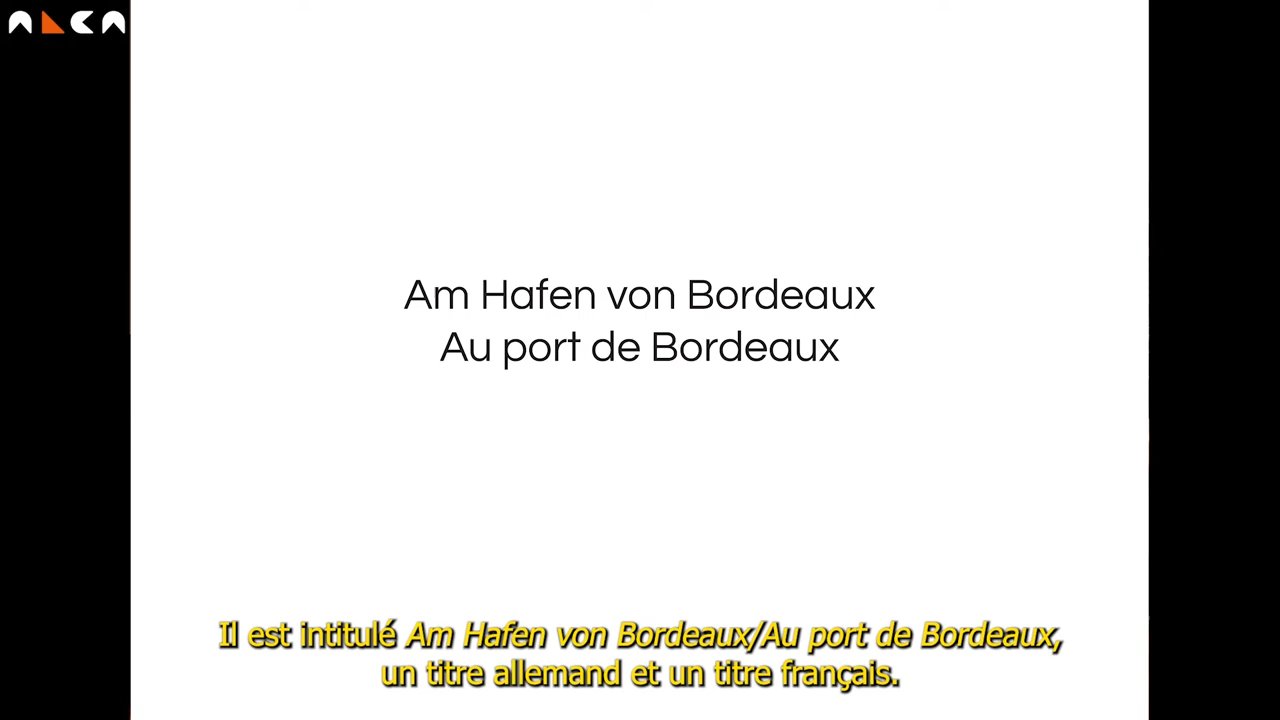 ALCA
Am Hafen von Bordeaux
Au port de Bordeaux
Il est intitulé Am Hafen von Bordeaux/Au port de Bordeaux,
un titre allemand et un titre français.